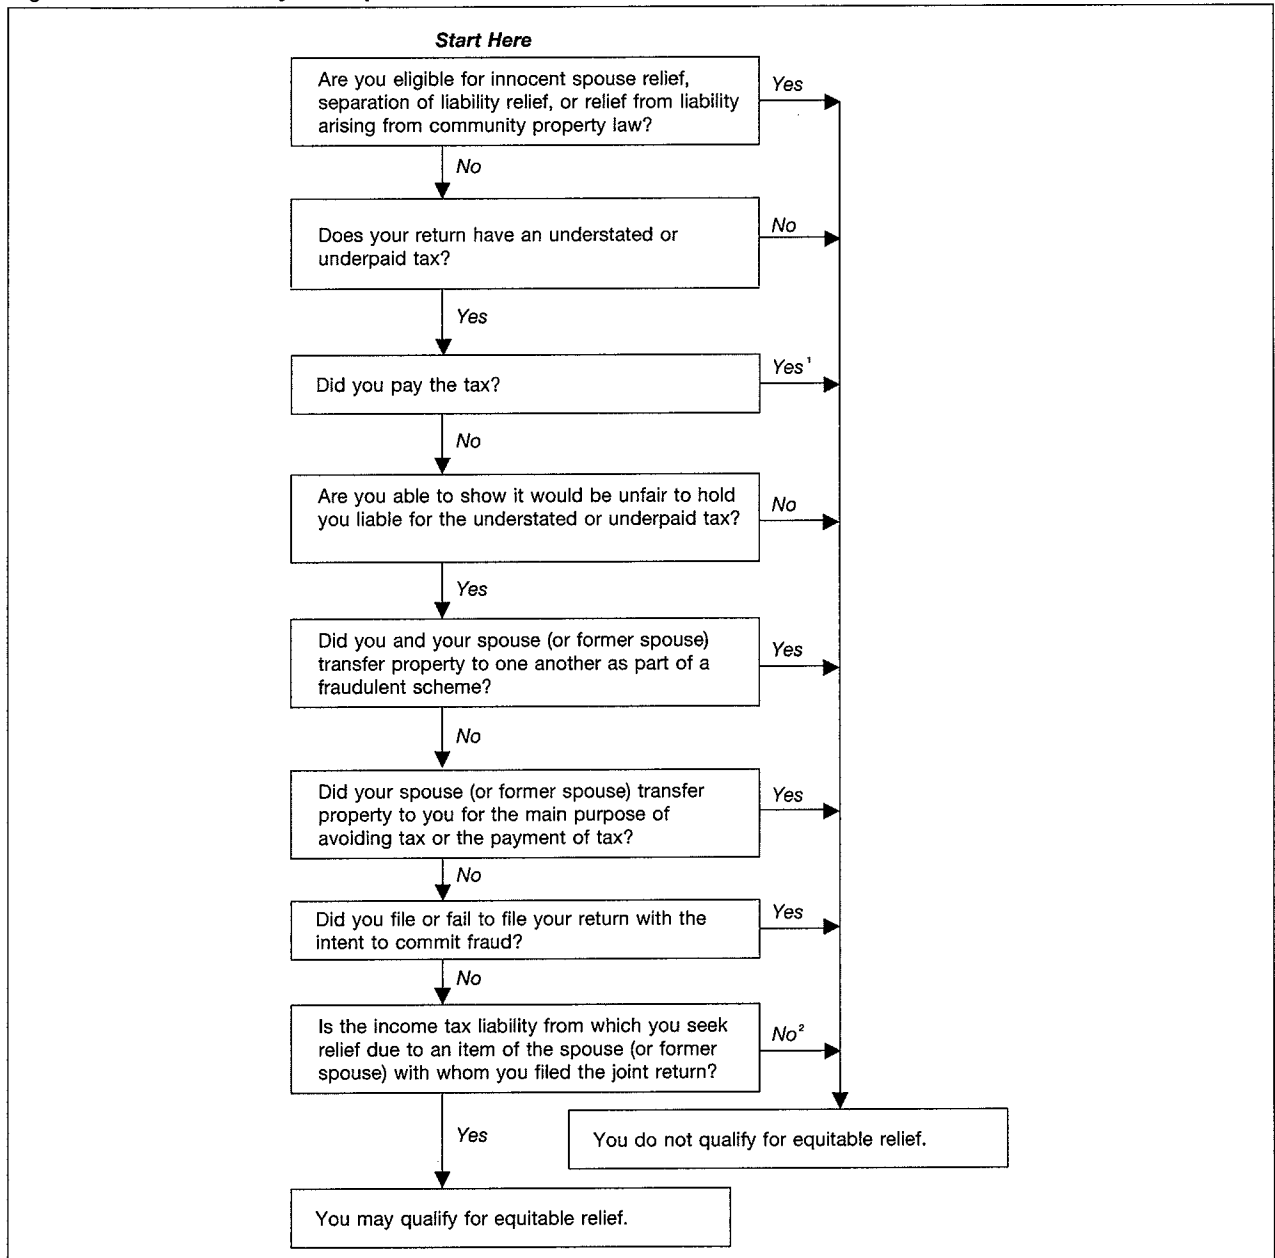 Start Here
Are you eligible for innocent spouse relief,
separation of liability relief, or relief from liability
arising from community property law?
Yes
No
Does your return have an understated or
underpaid tax?
No
Yes
Did you pay the tax?
Yes¹
No
Are you able to show it would be unfair to hold
you liable for the understated or underpaid tax?
No
Yes
Did you and your spouse (or former spouse)
transfer property to one another as part of a
fraudulent scheme?
Yes
No
Did your spouse (or former spouse) transfer
property to you for the main purpose of
avoiding tax or the payment of tax?
Yes
No
Did you file or fail to file your return with the
intent to commit fraud?
Yes
No
Is the income tax liability from which you seek
relief due to an item of the spouse (or former
spouse) with whom you filed the joint return?
No²
Yes
You do not qualify for equitable relief.
You may qualify for equitable relief.